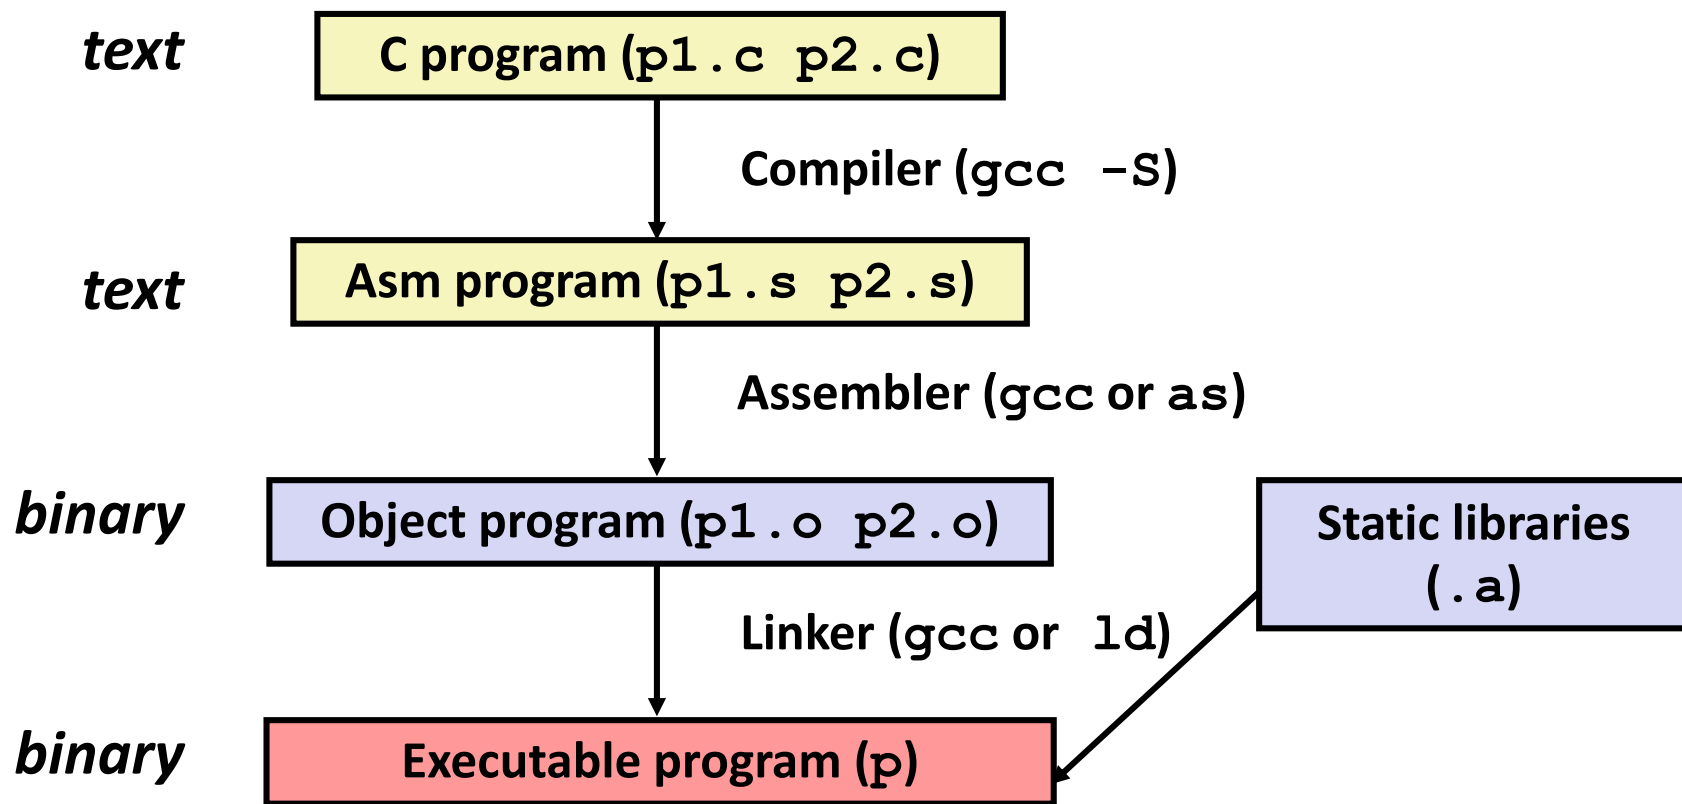 text
C program (p1.c p2.c)
Compiler (gcc -S)
text
Asm program (p1.s p2.s)
Assembler (gcc or as)
binary
Object program (p1.o p2.o)
Static libraries
(.a)
Linker (gcc or ld)
binary
Executable program (p)